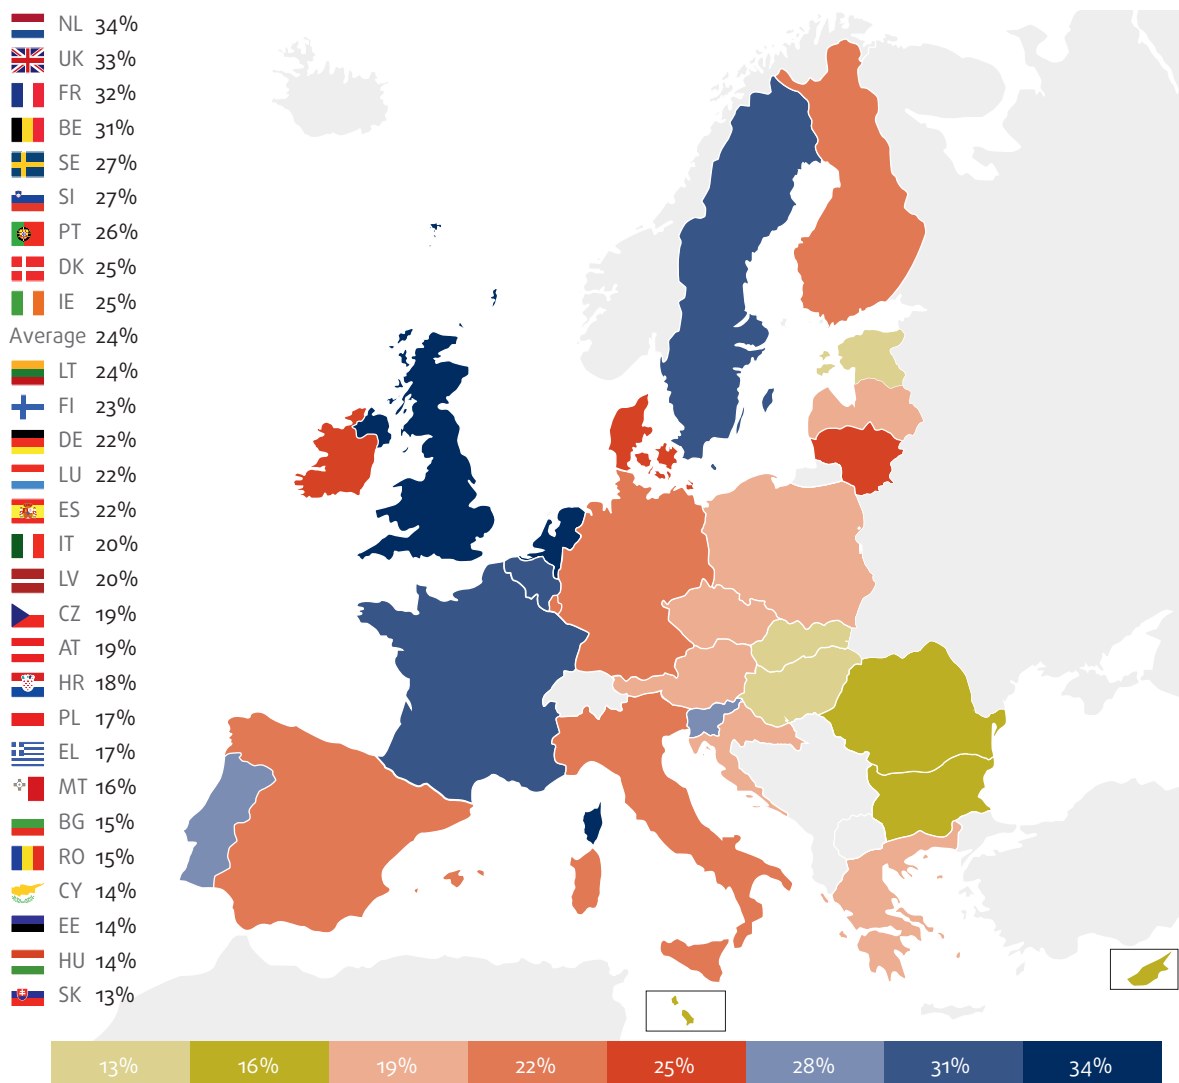 NL 34%
UK 33%
FR 32%
BE 31%
SE 27%
SI 27%
PT 26%
DK 25%
IE 25%
Average 24%
LT 24%
FI 23%
DE 22%
LU 22%
ES 22%
IT 20%
LV 20%
CZ 19%
AT 19%
HR 18%
PL 17%
EL 17%
MT 16%
BG 15%
RO 15%
CY 14%
EE 14%
HU 14%
SK 13%
13% 16% 19% 22% 25% 28% 31% 34%